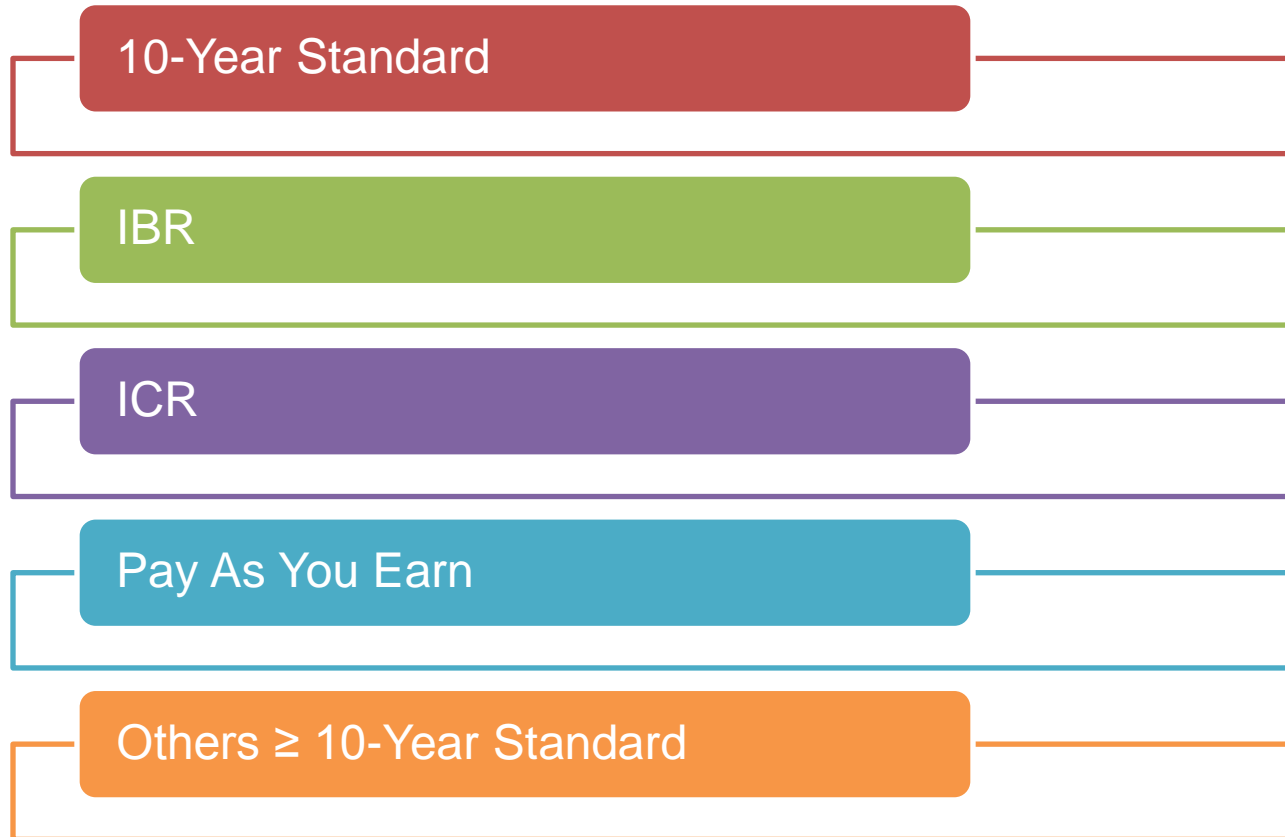 10-Year Standard
IBR
ICR
Pay As You Earn
Others ≥ 10-Year Standard